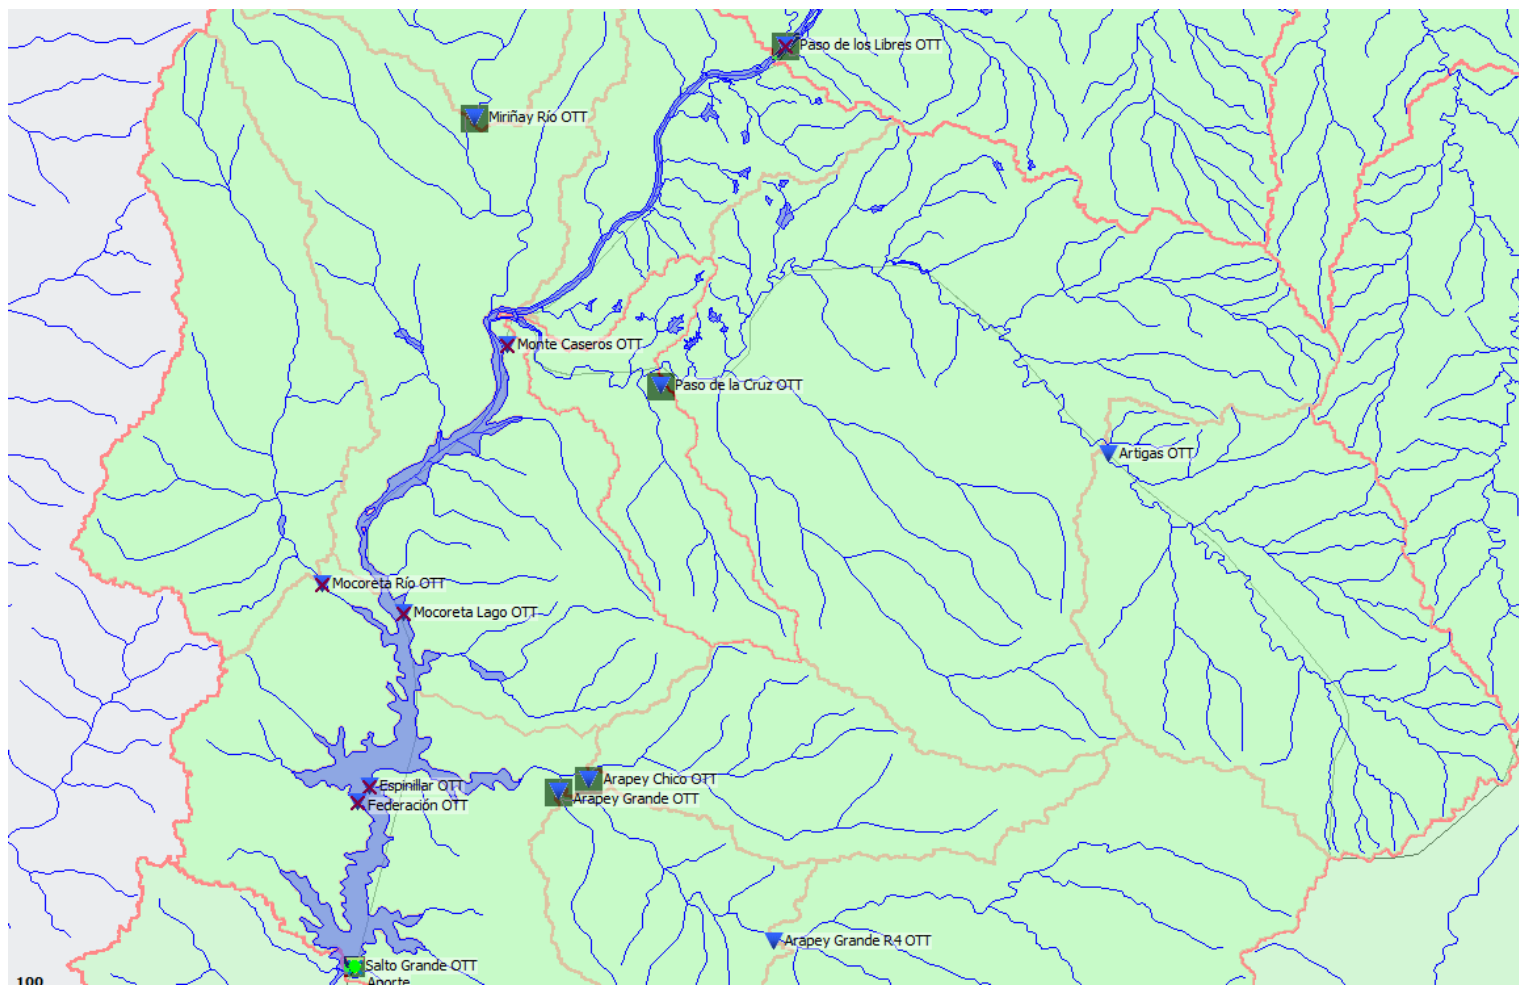 Paso de los Libres OTT
Miriñay Río OTT
Monte Caseros OTT
Paso de la Cruz OTT
Artigas OTT
Mocoreta Río OTT
Mocoreta Lago OTT
Arapey Chico OTT
Espinillar OTT
Arapey Grande OTT
Federación OTT
Arapey Grande R4 OTT
Salto Grande OTT
Aporte
100